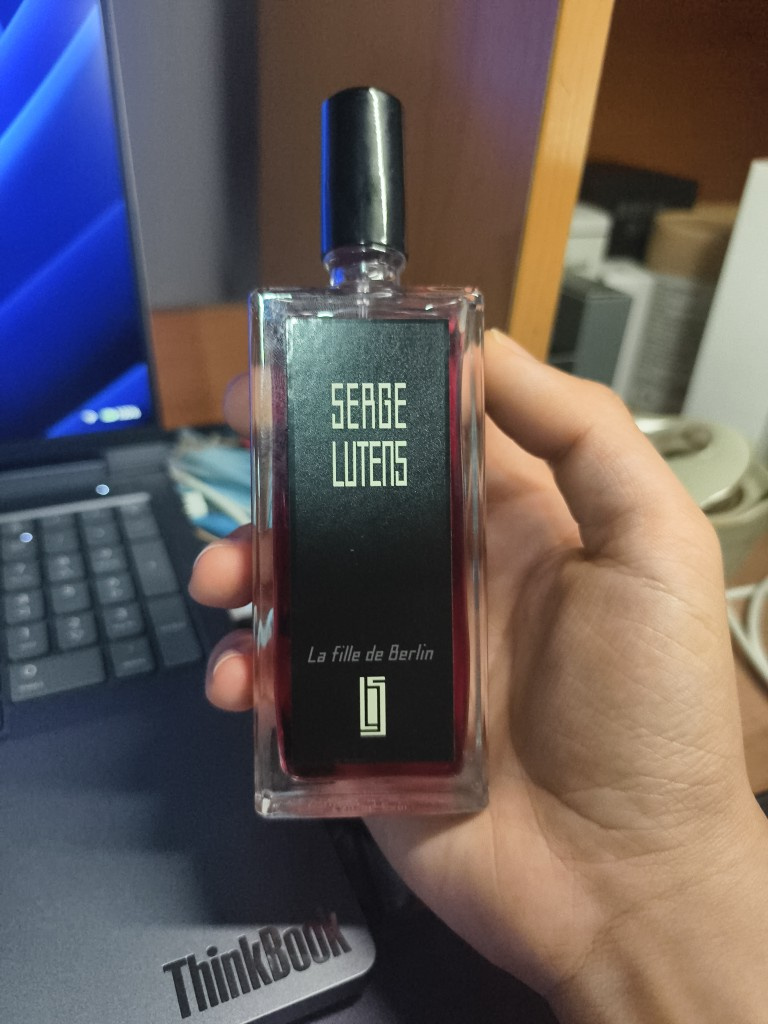 SERGE
LUTENS
La fille de Berlin
ThinkBook